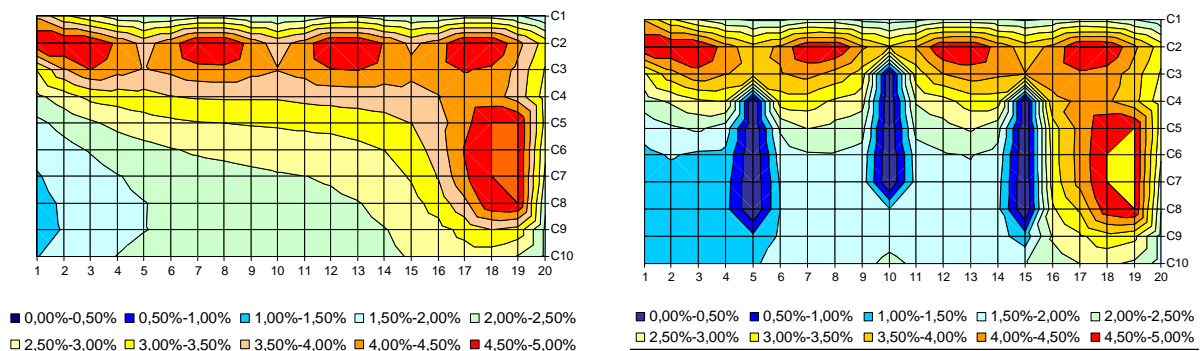 C1
C2
C3
C4
C5
C6
C7
C8
C9
C10
1 2 3 4 5 6 7 8 9 10 11 12 13 14 15 16 17 18 19 20
0,00%-0,50% 0,50%-1,00% 1,00%-1,50% 1,50%-2,00% 2,00%-2,50%
2,50%-3,00% 3,00%-3,50% 3,50%-4,00% 4,00%-4,50% 4,50%-5,00%
C1
C2
C3
C4
C5
C6
C7
C8
C9
C10
1 2 3 4 5 6 7 8 9 10 11 12 13 14 15 16 17 18 19 20
0,00%-0,50% 0,50%-1,00% 1,00%-1,50% 1,50%-2,00% 2,00%-2,50%
2,50%-3,00% 3,00%-3,50% 3,50%-4,00% 4,00%-4,50% 4,50%-5,00%